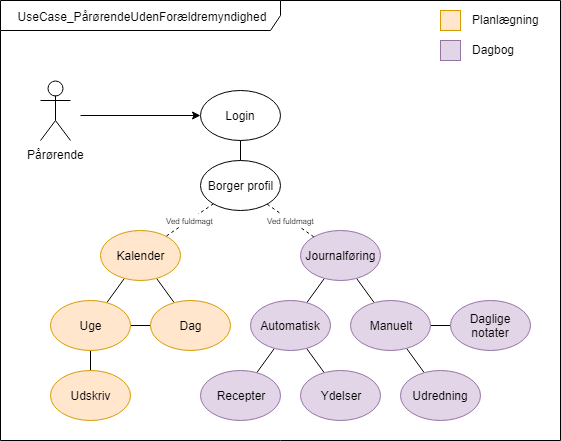 UseCase_PårørendeUdenForældremyndighed
Planlægning
Dagbog
Login
Pårørende
Borger profil
Ved fuldmagt
Ved fuldmagt
Kalender
Journalføring
Uge
Dag
Automatisk
Manuelt
Daglige
notater
Udskriv
Recepter
Ydelser
Udredning